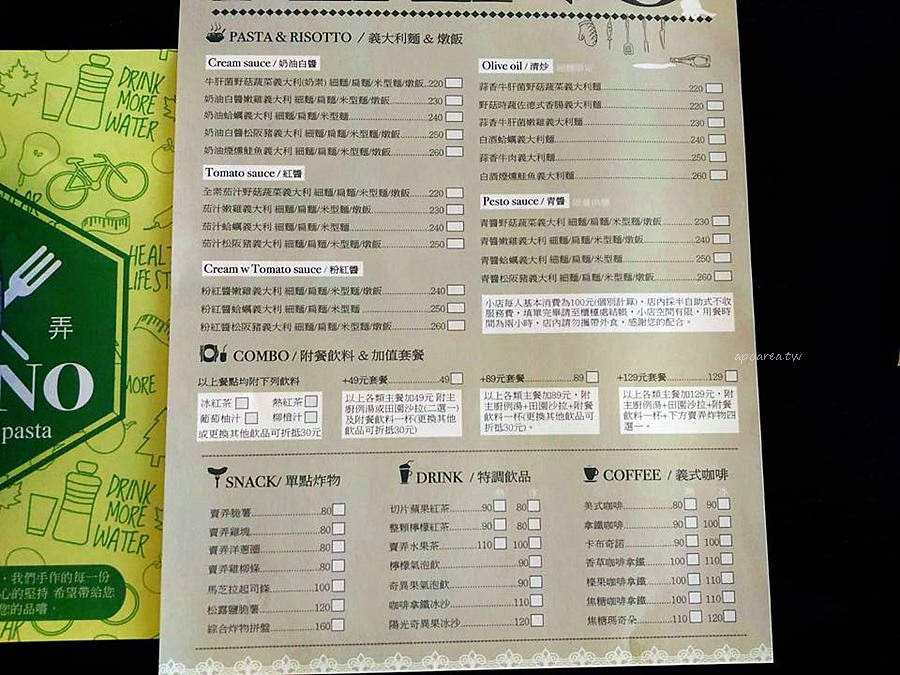 PASTA & RISOTTO / 義大利麵 & 燉飯
Cream sauce / 奶油白醬
牛肝菌野菇蔬菜義大利(奶素) 細麵/扁麵/米型麵/燉飯..220
奶油白醬嫩雞義大利 細麵/扁麵/米型麵/燉飯......230
奶油蛤蠣義大利 細麵/扁麵/米型麵......240
奶油白醬松阪豬義大利 細麵/扁麵/米型麵/燉飯......250
奶油煙燻鮭魚義大利 細麵/扁麵/米型麵/燉飯......260
Tomato sauce / 紅醬
全素茄汁野菇蔬菜義大利 細麵/扁麵/米型麵/燉飯...220
茄汁嫩雞義大利 細麵/扁麵/米型麵/燉飯......230
茄汁蛤蠣義大利 細麵/扁麵/米型麵......240
茄汁松阪豬義大利 細麵/扁麵/米型麵/燉飯......250
Cream w Tomato sauce / 粉紅醬
粉紅醬嫩雞義大利 細麵/扁麵/米型麵/燉飯......240
粉紅醬蛤蠣義大利 細麵/扁麵/米型麵......250
粉紅醬松阪豬義大利 細麵/扁麵/米型麵/燉飯......260
Olive oil / 清炒
蒜香牛肝菌蔬菜義大利麵......220
野菇時蔬佐德式香腸義大利麵......220
蒜香牛肝菌嫩雞義大利麵......230
白酒蛤蠣義大利麵......240
蒜香牛肉義大利麵......250
白酒煙燻鮭魚義大利麵......260
Pesto sauce / 青醬
青醬野菇蔬菜義大利 細麵/扁麵/米型麵/燉飯......230
青醬嫩雞義大利 細麵/扁麵/米型麵/燉飯......240
青醬蛤蠣義大利 細麵/扁麵/米型麵......250
青醬松阪豬義大利 細麵/扁麵/米型麵/燉飯......260
小店每人基本消費為100元(個別計算)，店內採半自助式不收
服務費，填單完畢請至櫃檯處結帳，小店空間有限，用餐時
間為兩小時，店內請勿攜帶外食，感謝您的配合。
COMBO / 附餐飲料 & 加值套餐
以上餐點均附下列飲料
冰紅茶 熱紅茶
葡萄柚汁 柳橙汁
或更換其他飲品可折抵30元
+49元套餐......49
以上各類主餐加49元 附主
廚例湯或田園沙拉(二選一)
及附餐飲料一杯(更換其他
飲品可折抵30元)
+89元套餐......89
以上各類主餐加89元，附
主廚例湯+田園沙拉+附餐
飲料一杯(更換其他飲品可
折抵30元)。
+129元套餐......129
以上各類主餐加129元，附
主廚例湯+田園沙拉+附餐
飲料一杯+下方賣弄炸物四
選一。
SNACK/ 單點炸物
賣弄脆薯......80
賣弄雞塊......80
賣弄洋蔥圈......80
賣弄雞柳條......80
馬芝拉起司條......100
松露鹽脆薯......120
綜合炸物拼盤......160
DRINK / 特調飲品
切片蘋果紅茶......90 80
整顆檸檬紅茶......90 80
賣弄水果茶......110 100
檸檬氣泡飲......90
奇異果氣泡飲......90
咖啡拿鐵冰沙......110
陽光奇異果冰沙......120
COFFEE / 義式咖啡
美式咖啡......80 90
拿鐵咖啡......90 100
卡布奇諾......90 100
香草咖啡拿鐵......100 110
榛果咖啡拿鐵......100 110
焦糖咖啡拿鐵......100 110
焦糖瑪奇朵......110 120
DRINK
MORE
WATER
HEAL
LIFEST
弄
NO
pasta
MORE
DRINK
MORE
WATER
，我們手作的每一份
心的堅持 希望帶給您
您的品嚐．
apoarea.tw